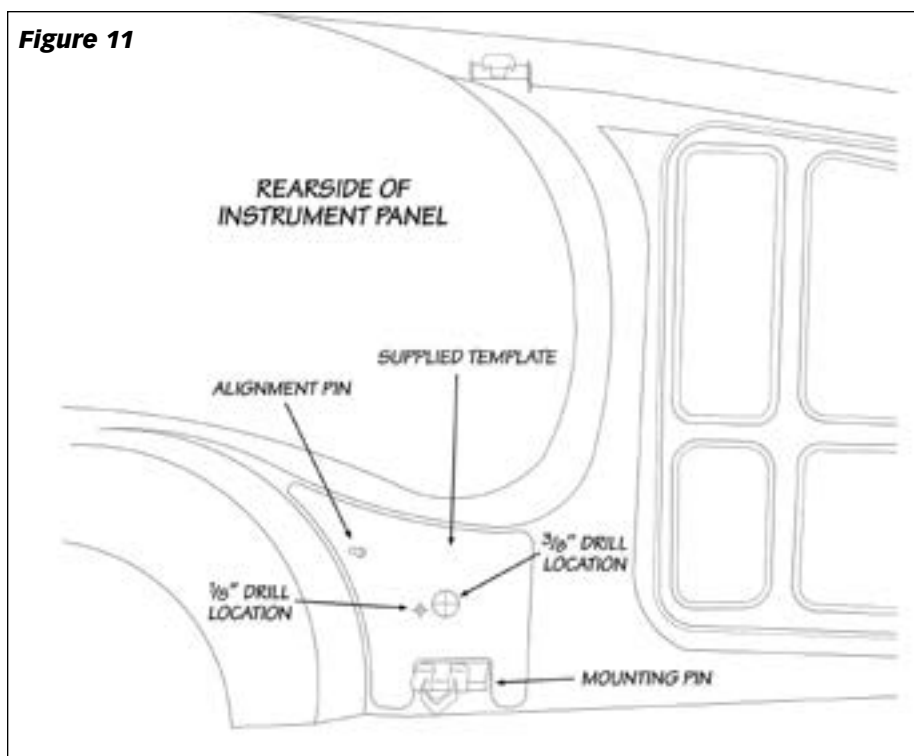 Figure 11
REARSIDE OF
INSTRUMENT PANEL
SUPPLIED TEMPLATE
ALIGNMENT PIN
3/8" DRILL
LOCATION
1/8" DRILL
LOCATION
MOUNTING PIN